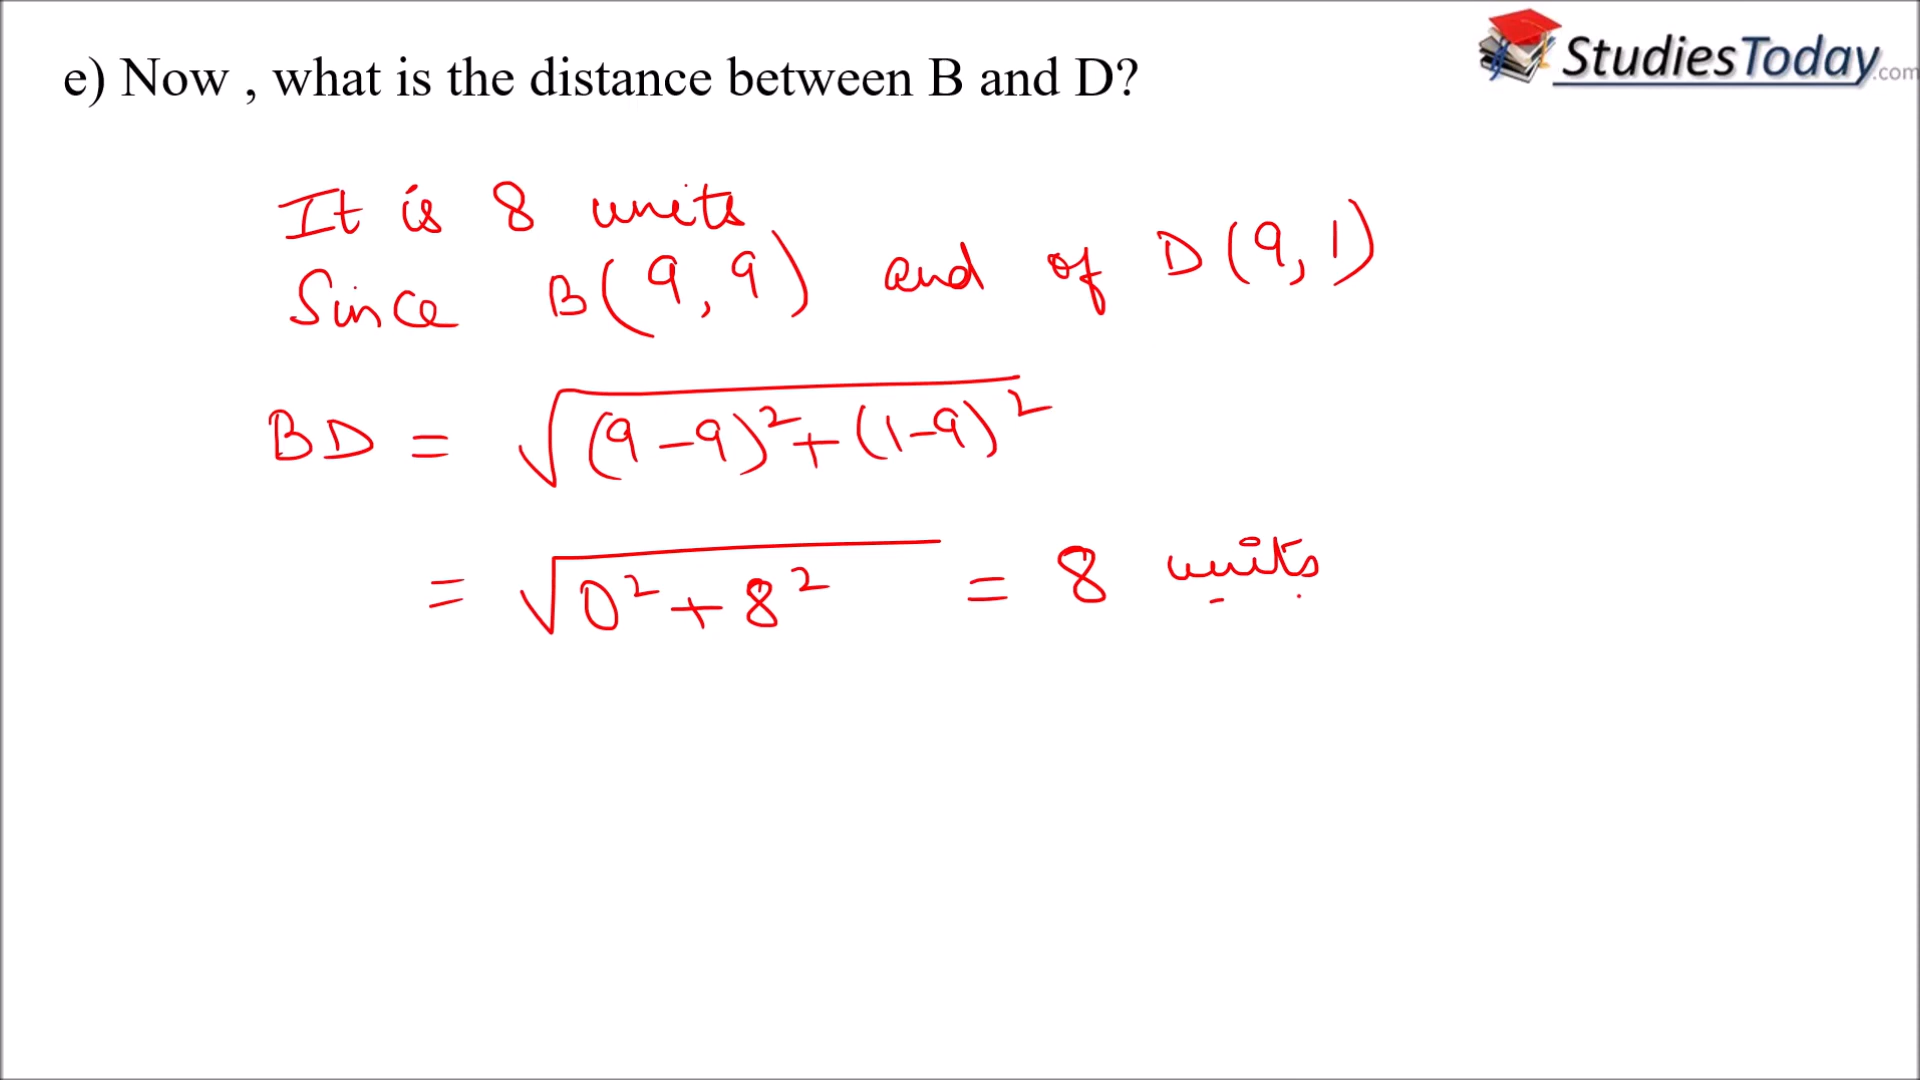 StudiesToday.com
e) Now , what is the distance between B and D?
It is 8 units
Since B(9, 9) and of D(9, 1)
BD = √(9-9)²+(1-9)²
= √0²+8² = 8 units